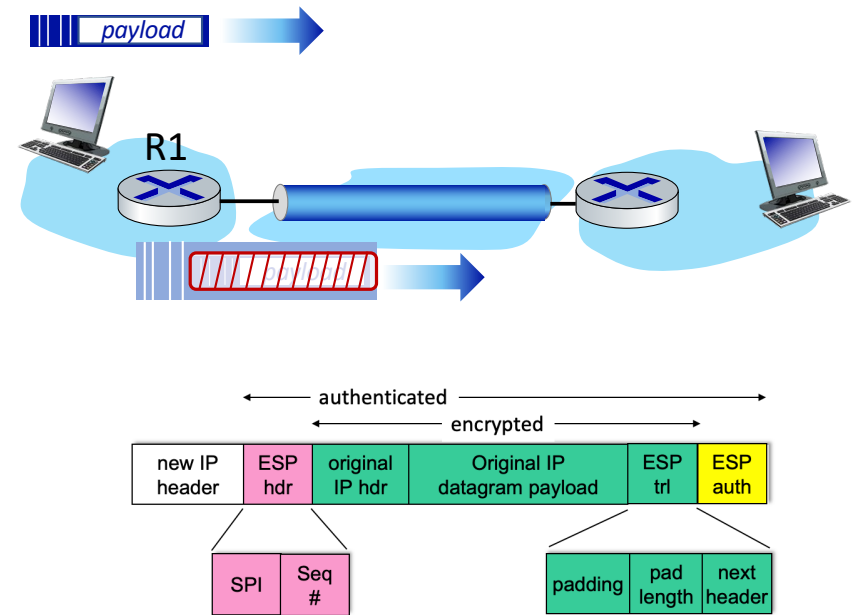 payload
R1
payload
authenticated
encrypted
new IP
header
ESP
hdr
original
IP hdr
Original IP
datagram payload
ESP
trl
ESP
auth
SPI
Seq
#
padding
pad
length
next
header